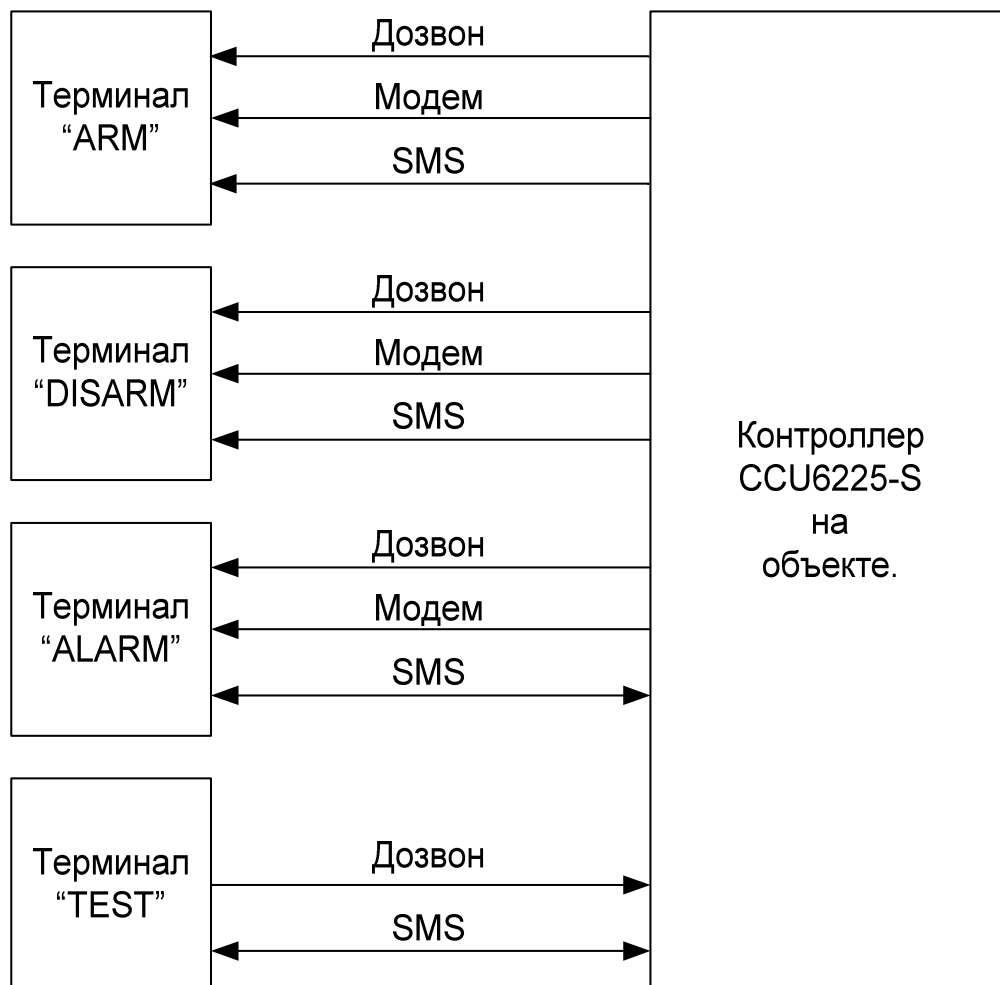 Терминал
“ARM”
Дозвон
Модем
SMS
Терминал
“DISARM”
Дозвон
Модем
SMS
Терминал
“ALARM”
Дозвон
Модем
SMS
Терминал
“TEST”
Дозвон
SMS
Контроллер
CCU6225-S
на
объекте.